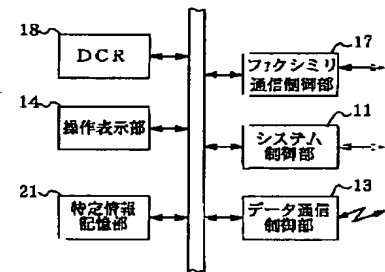 18
DCR
14
操作表示部
21
特定情報
記憶部
17
ファクシミリ
通信制御部
11
システム
制御部
13
データ通信
制御部